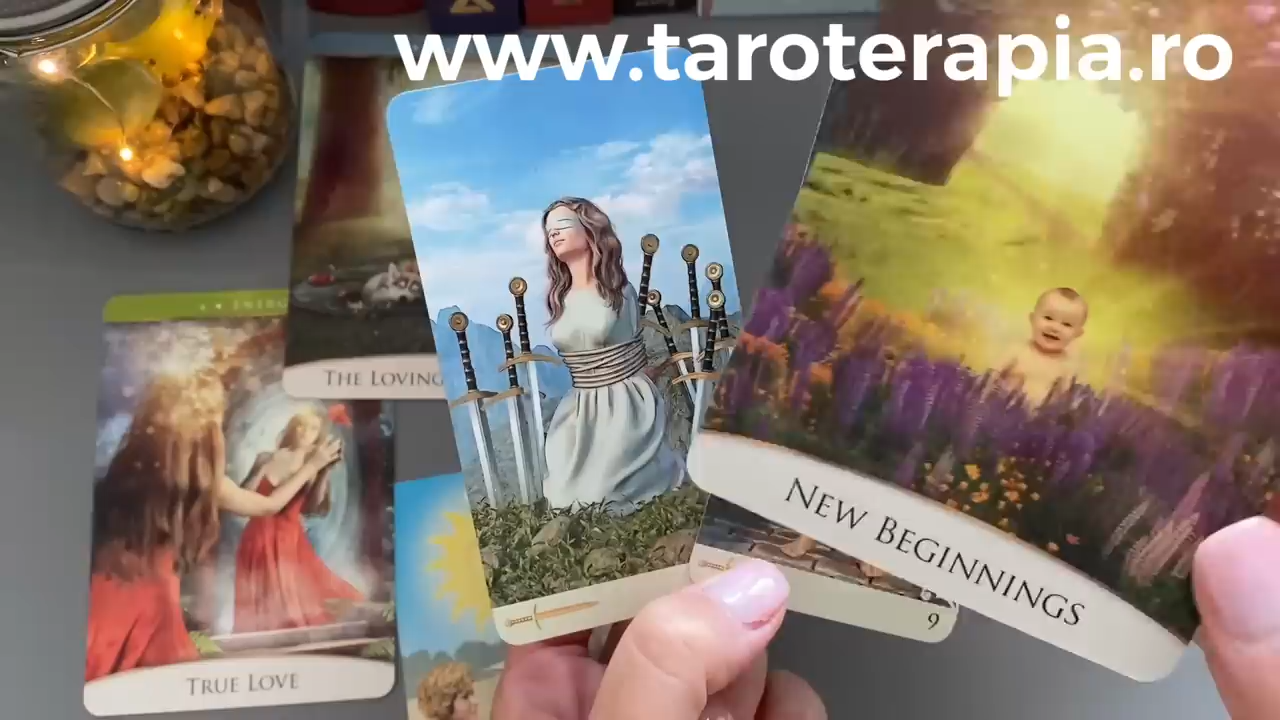 www.taroterapia.ro
THE LOVING
NEW BEGINNINGS
9
TRUE LOVE